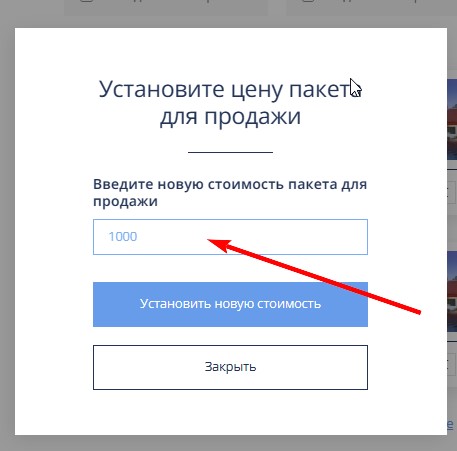 Установите цену пакета
для продажи
Введите новую стоимость пакета для
продажи
1000
Установить новую стоимость
Закрыть